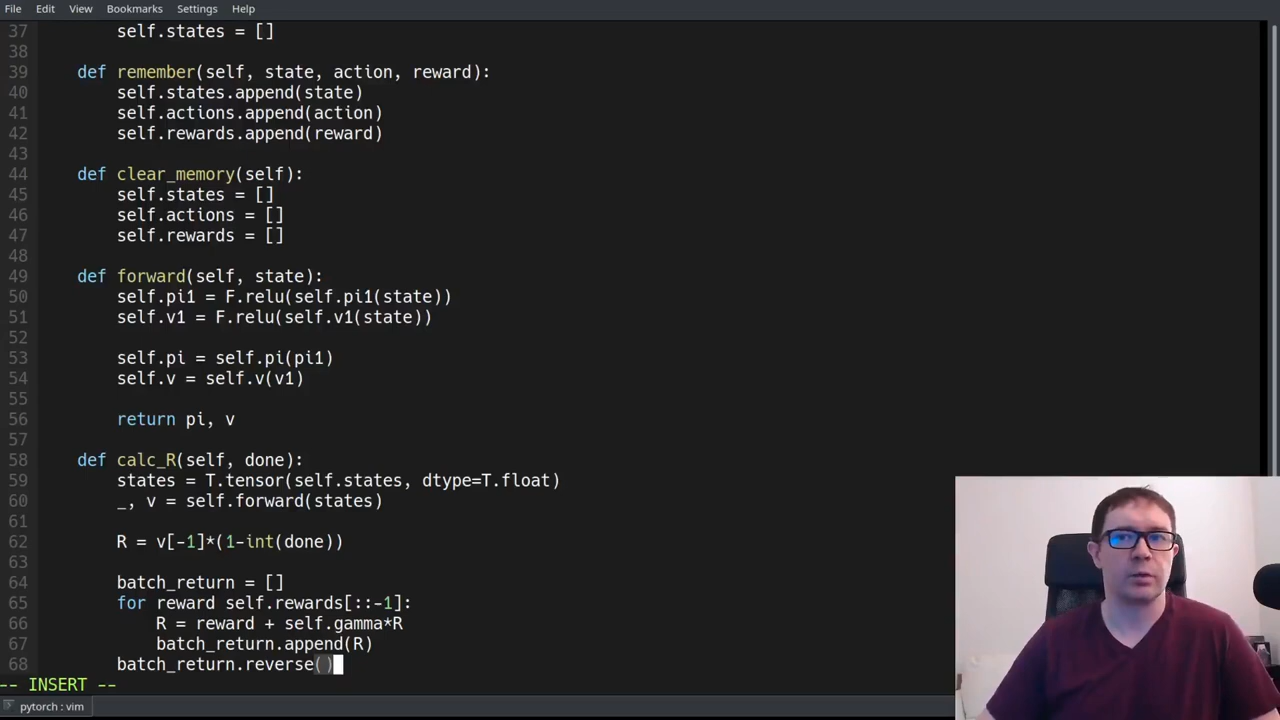 File Edit View Bookmarks Settings Help
37 self.states = []
38
39 def remember(self, state, action, reward):
40 self.states.append(state)
41 self.actions.append(action)
42 self.rewards.append(reward)
43
44 def clear_memory(self):
45 self.states = []
46 self.actions = []
47 self.rewards = []
48
49 def forward(self, state):
50 self.pi1 = F.relu(self.pi1(state))
51 self.v1 = F.relu(self.v1(state))
52
53 self.pi = self.pi(pi1)
54 self.v = self.v(v1)
55
56 return pi, v
57
58 def calc_R(self, done):
59 states = T.tensor(self.states, dtype=T.float)
60 _, v = self.forward(states)
61
62 R = v[-1]*(1-int(done))
63
64 batch_return = []
65 for reward self.rewards[::-1]:
66 R = reward + self.gamma*R
67 batch_return.append(R)
68 batch_return.reverse()
-- INSERT --
pytorch : vim